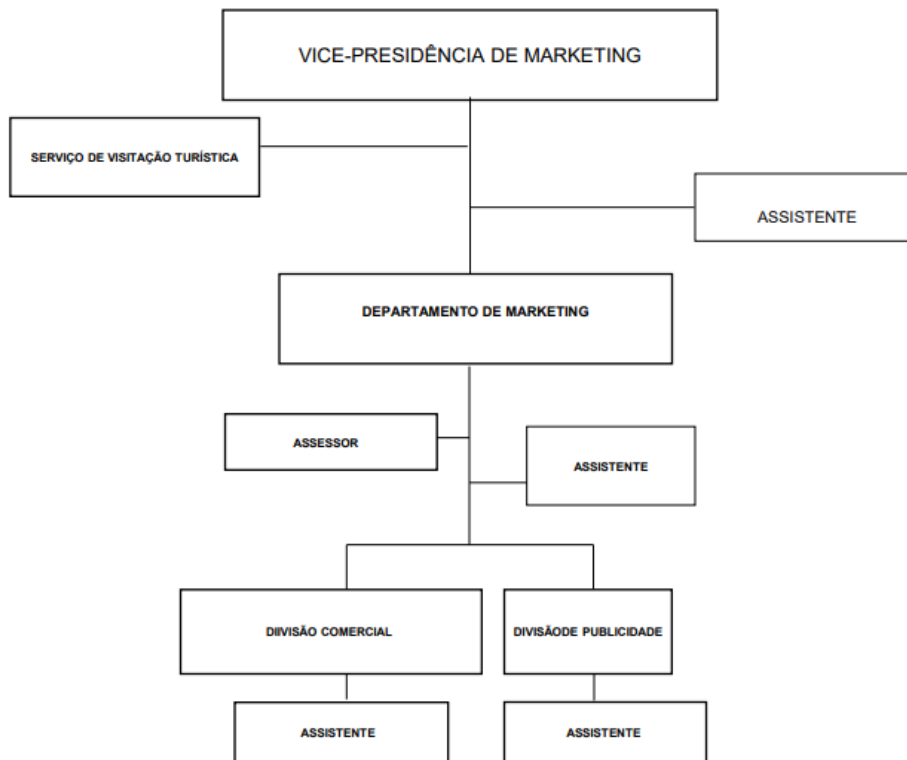 VICE-PRESIDÊNCIA DE MARKETING
SERVIÇO DE VISITAÇÃO TURÍSTICA
ASSISTENTE
DEPARTAMENTO DE MARKETING
ASSESSOR
ASSISTENTE
DIIVISÃO COMERCIAL
DIVISÃODE PUBLICIDADE
ASSISTENTE
ASSISTENTE